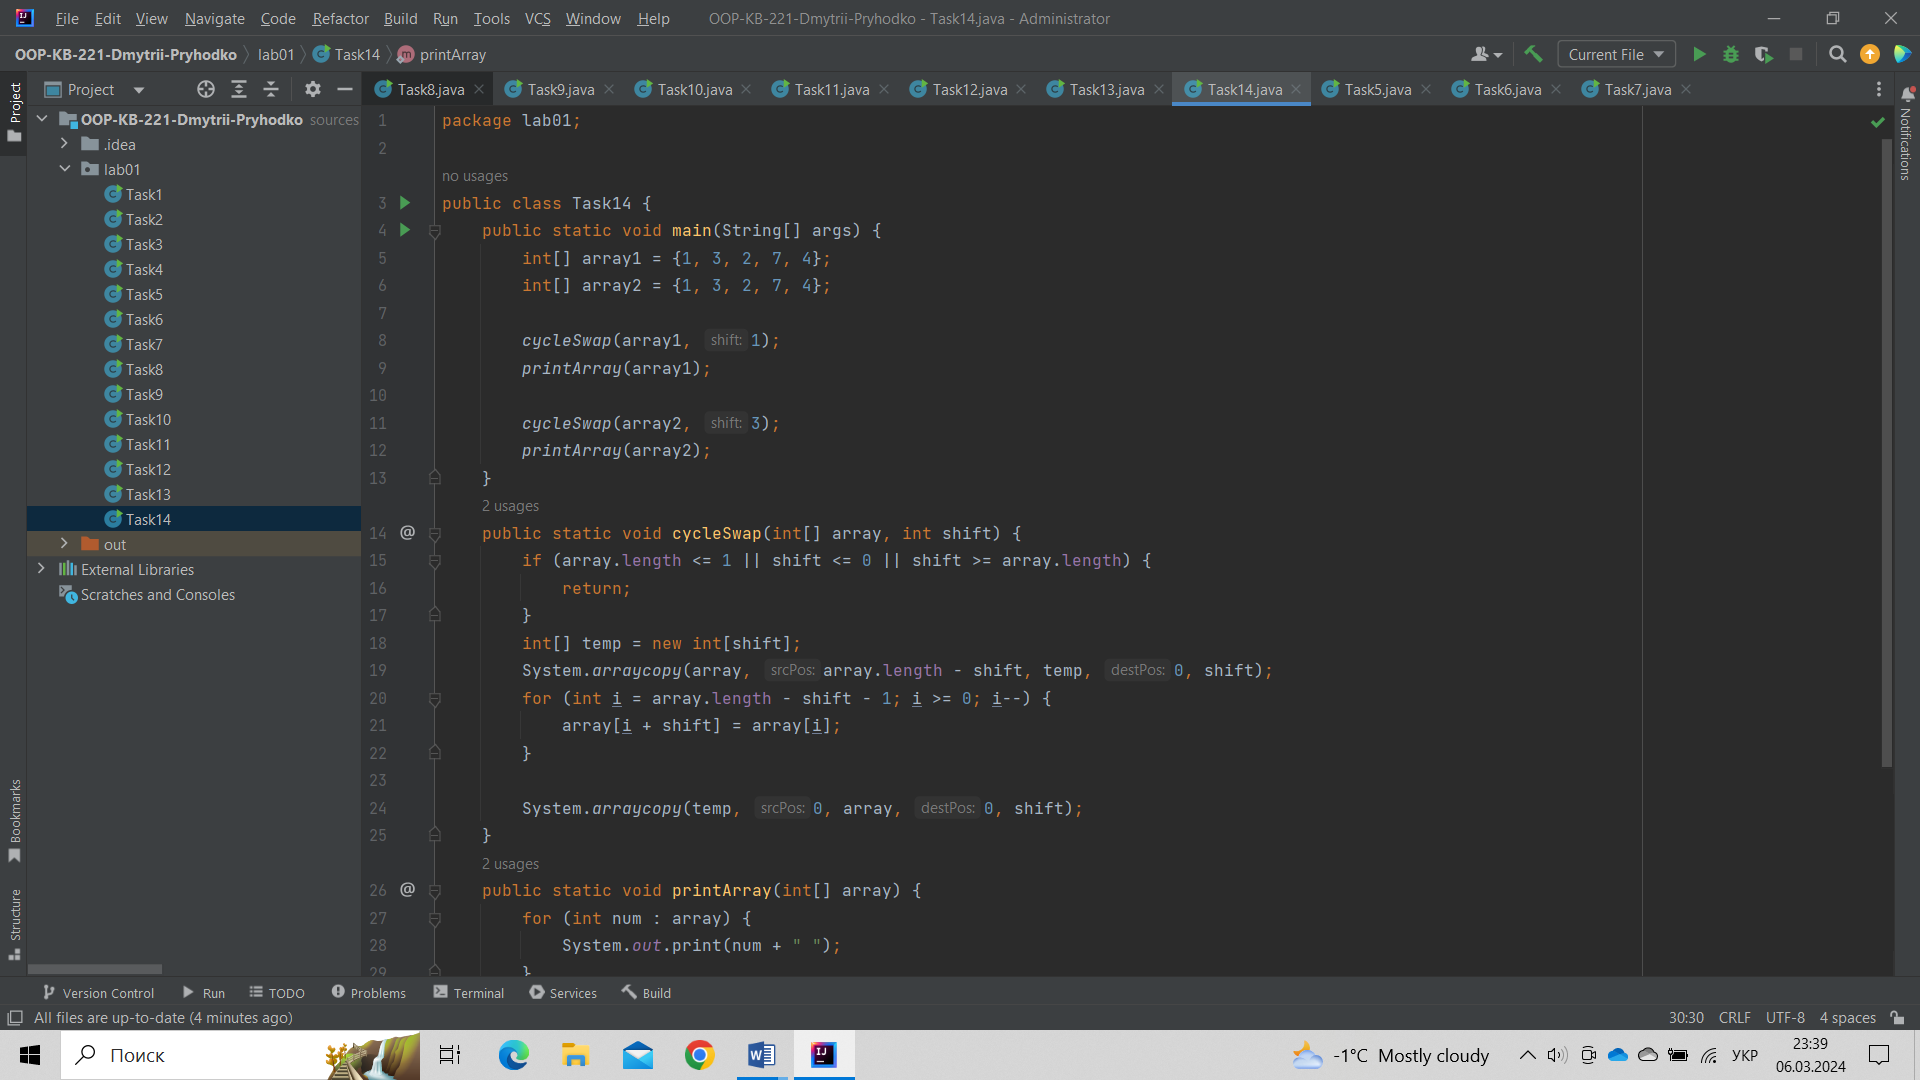 File Edit View Navigate Code Refactor Build Run Tools VCS Window Help OOP-KB-221-Dmytrii-Pryhodko - Task14.java - Administrator
OOP-KB-221-Dmytrii-Pryhodko lab01 Task14 printArray Current File
Project
Project
Task8.java Task9.java Task10.java Task11.java Task12.java Task13.java Task14.java Task5.java Task6.java Task7.java
Notifications
OOP-KB-221-Dmytrii-Pryhodko sources
.idea
lab01
Task1
Task2
Task3
Task4
Task5
Task6
Task7
Task8
Task9
Task10
Task11
Task12
Task13
Task14
out
External Libraries
Scratches and Consoles
Bookmarks
Structure
1 package lab01;
2
no usages
3 public class Task14 {
4 public static void main(String[] args) {
5 int[] array1 = {1, 3, 2, 7, 4};
6 int[] array2 = {1, 3, 2, 7, 4};
7
8 cycleSwap(array1, shift: 1);
9 printArray(array1);
10
11 cycleSwap(array2, shift: 3);
12 printArray(array2);
13 }
2 usages
14 @ public static void cycleSwap(int[] array, int shift) {
15 if (array.length <= 1 || shift <= 0 || shift >= array.length) {
16 return;
17 }
18 int[] temp = new int[shift];
19 System.arraycopy(array, srcPos: array.length - shift, temp, destPos: 0, shift);
20 for (int i = array.length - shift - 1; i >= 0; i--) {
21 array[i + shift] = array[i];
22 }
23
24 System.arraycopy(temp, srcPos: 0, array, destPos: 0, shift);
25 }
2 usages
26 @ public static void printArray(int[] array) {
27 for (int num : array) {
28 System.out.print(num + " ");
29 }
Version Control Run TODO Problems Terminal Services Build
All files are up-to-date (4 minutes ago) 30:30 CRLF UTF-8 4 spaces
Поиск -1°C Mostly cloudy УКР 23:39
06.03.2024